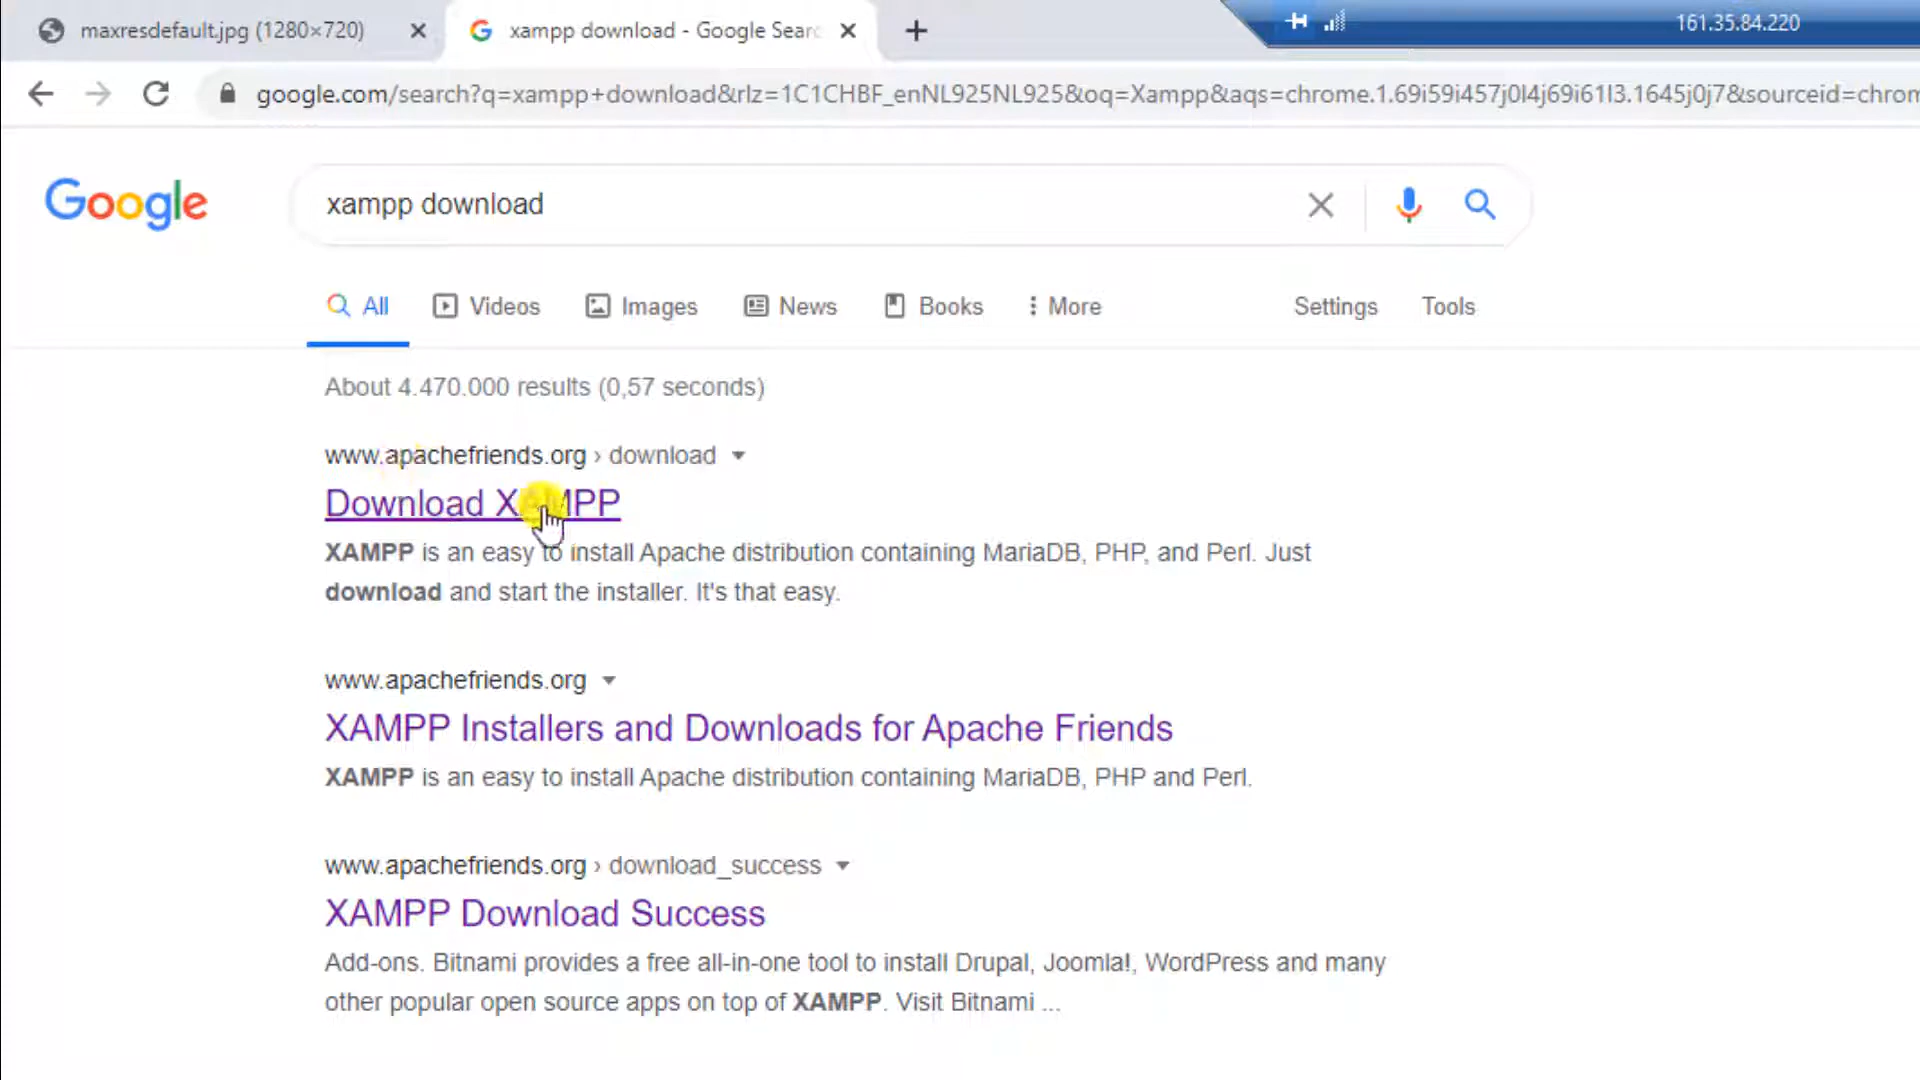 maxresdefault.jpg (1280×720)
xampp download - Google Sear
161.35.84.220
google.com/search?q=xampp+download&rlz=1C1CHBF_enNL925NL925&oq=Xampp&aqs=chrome.1.69i59i457j0l4j69i61l3.1645j0j7&sourceid=chrom
Google
xampp download
All Videos Images News Books More Settings Tools
About 4.470.000 results (0,57 seconds)
www.apachefriends.org › download
Download XAMPP
XAMPP is an easy to install Apache distribution containing MariaDB, PHP, and Perl. Just
download and start the installer. It's that easy.
www.apachefriends.org
XAMPP Installers and Downloads for Apache Friends
XAMPP is an easy to install Apache distribution containing MariaDB, PHP and Perl.
www.apachefriends.org › download_success
XAMPP Download Success
Add-ons. Bitnami provides a free all-in-one tool to install Drupal, Joomla!, WordPress and many
other popular open source apps on top of XAMPP. Visit Bitnami ...